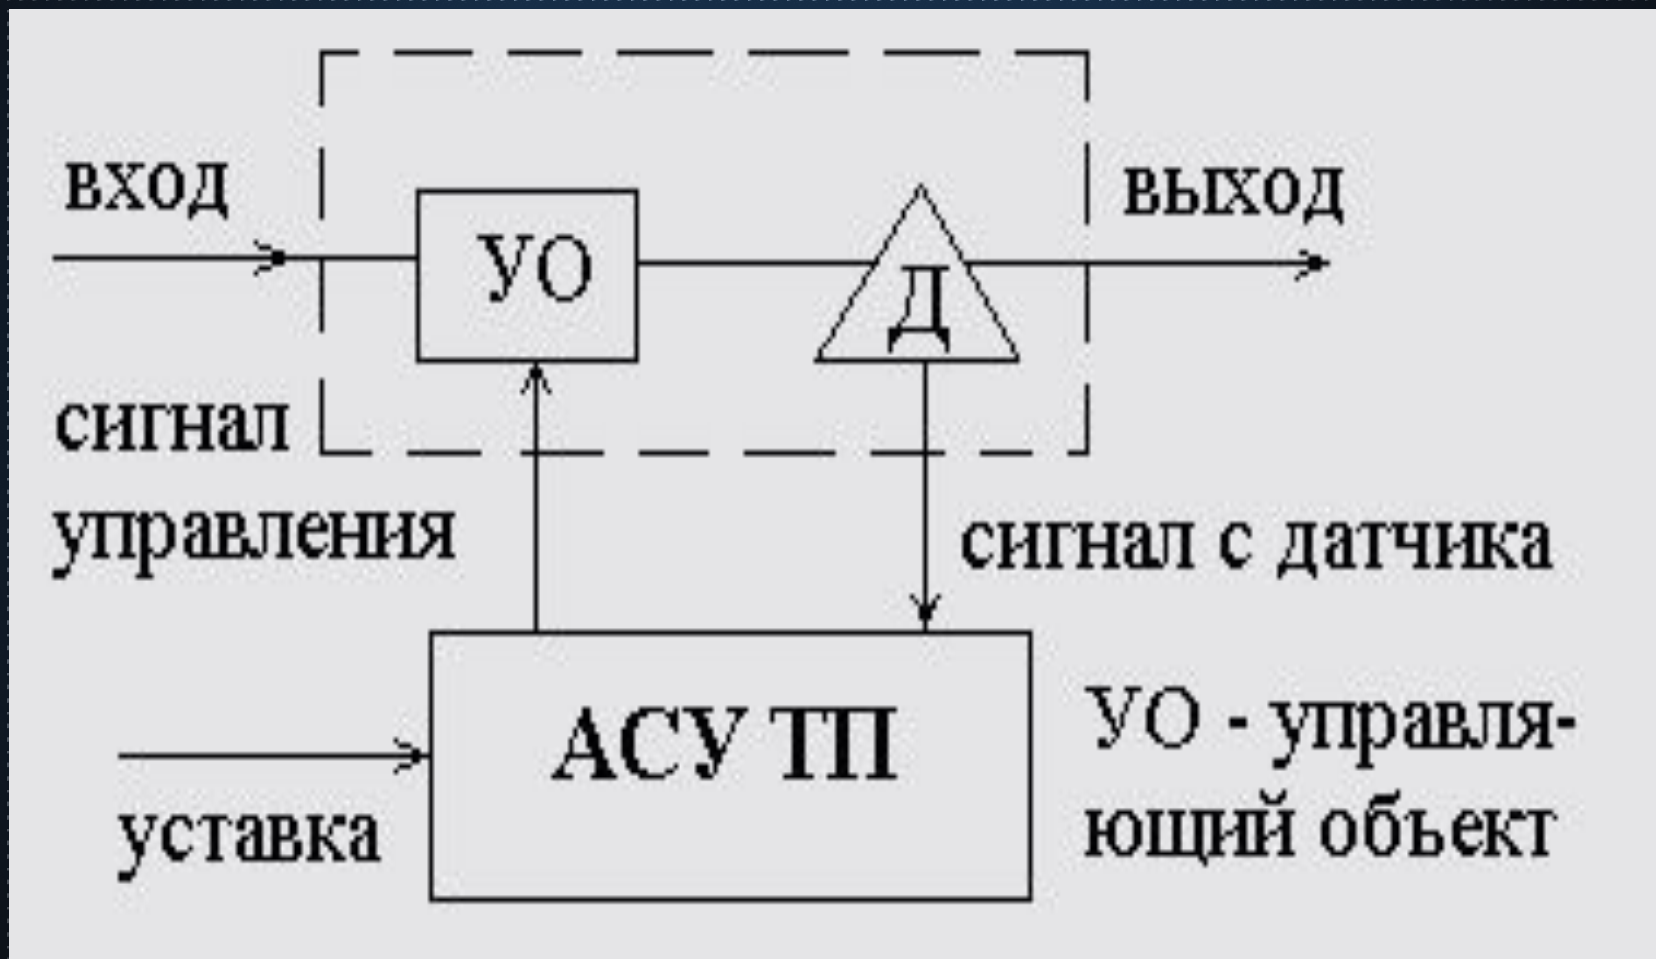 вход
выход
УО
Д
сигнал
управления
сигнал с датчика
АСУ ТП
уставка
УО - управля-
ющий объект